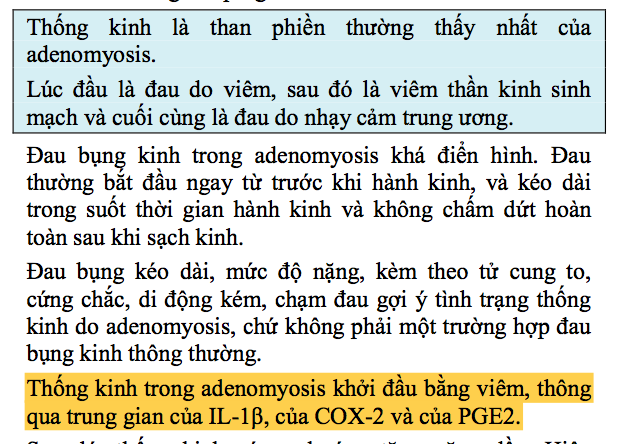 Thống kinh là than phiền thường thấy nhất của
adenomyosis.
Lúc đầu là đau do viêm, sau đó là viêm thần kinh sinh
mạch và cuối cùng là đau do nhạy cảm trung ương.
Đau bụng kinh trong adenomyosis khá điển hình. Đau
thường bắt đầu ngay từ trước khi hành kinh, và kéo dài
trong suốt thời gian hành kinh và không chấm dứt hoàn
toàn sau khi sạch kinh.
Đau bụng kéo dài, mức độ nặng, kèm theo tử cung to,
cứng chắc, di động kém, chạm đau gợi ý tình trạng thống
kinh do adenomyosis, chứ không phải một trường hợp đau
bụng kinh thông thường.
Thống kinh trong adenomyosis khởi đầu bằng viêm, thông
qua trung gian của IL-1β, của COX-2 và của PGE2.